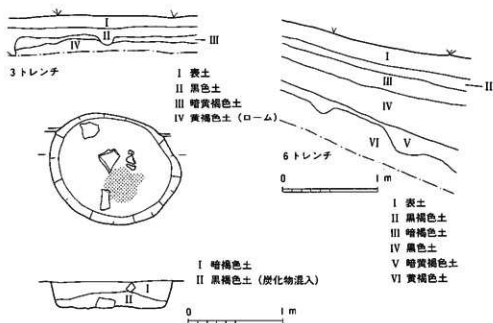 I
II
III
IV
3トレンチ
I 表土
II 黒色土
III 暗黄褐色土
IV 黄褐色土(ローム)
I
II
III
IV
V
VI
6トレンチ
0 1m
I 表土
II 黒褐色土
III 暗褐色土
IV 黒色土
V 暗黄褐色土
VI 黄褐色土
I 暗褐色土
II 黒褐色土(炭化物混入)
I
II
0 1m